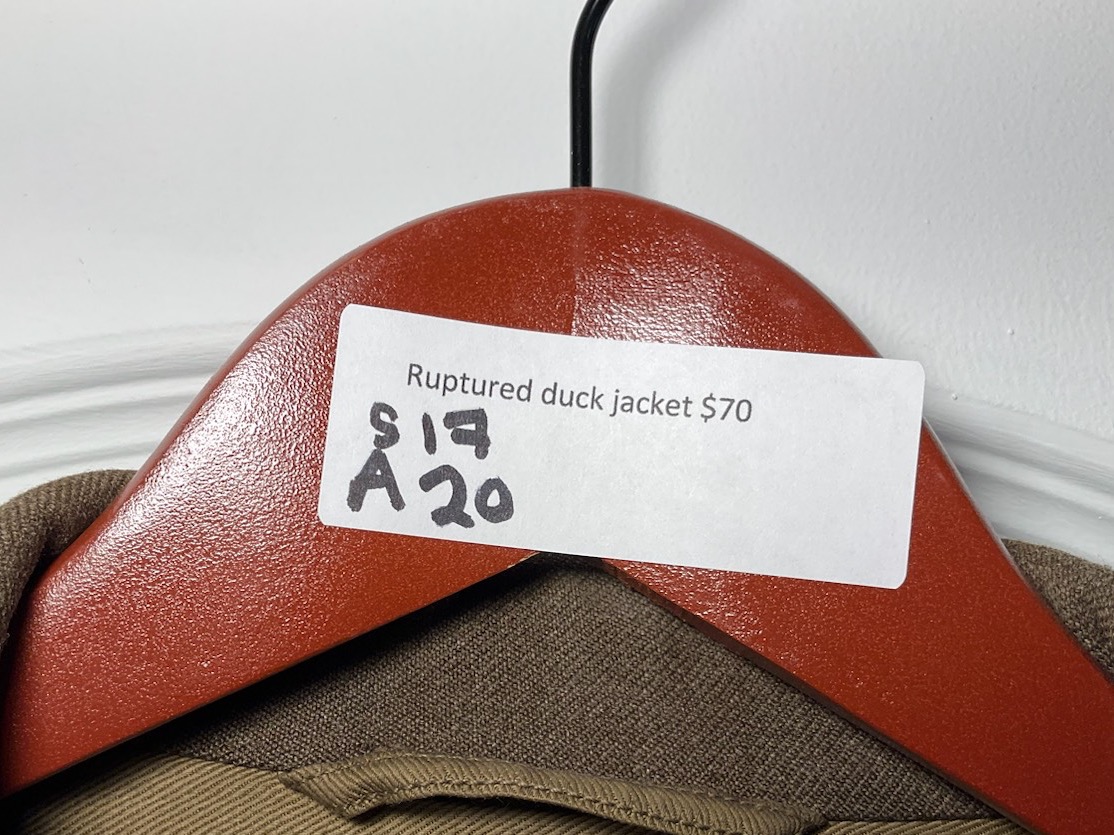 Ruptured duck jacket $70
S 17
A 20